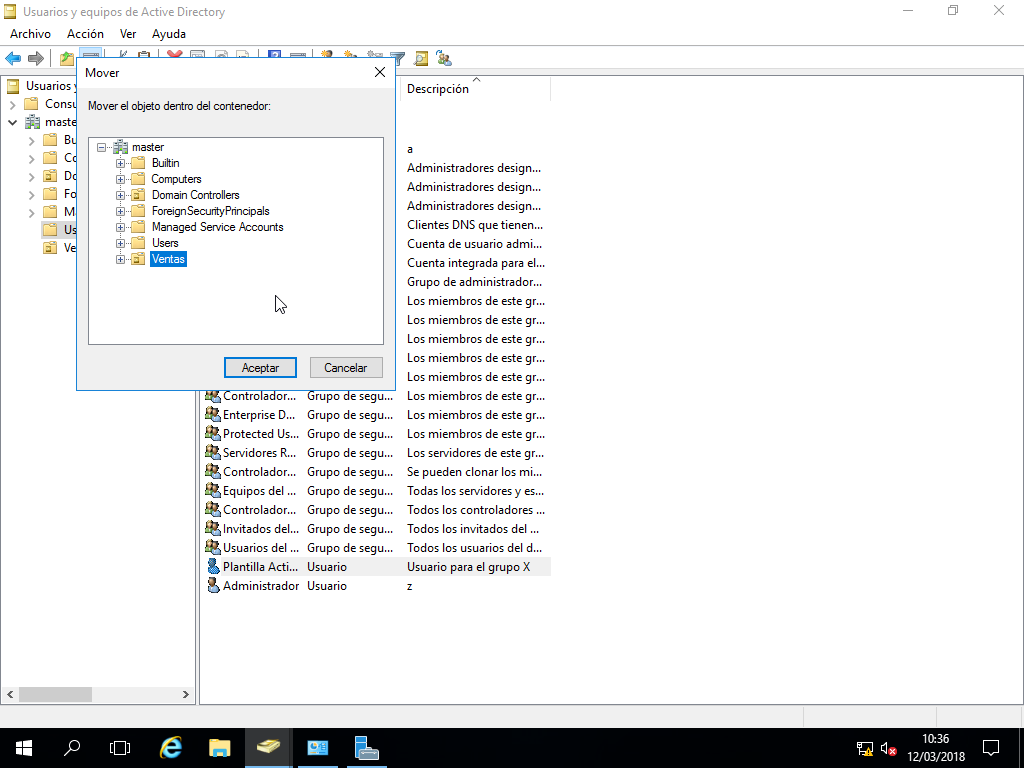 Usuarios y equipos de Active Directory
Archivo Acción Ver Ayuda
Mover
Mover el objeto dentro del contenedor:
master
Builtin
Computers
Domain Controllers
ForeignSecurityPrincipals
Managed Service Accounts
Users
Ventas
Aceptar Cancelar
Usuarios y
Consu
maste
Bu
Co
Do
Fo
M
Us
Ve
Descripción
a
Administradores design...
Administradores design...
Administradores design...
Clientes DNS que tienen...
Cuenta de usuario admi...
Cuenta integrada para el...
Grupo de administrador...
Los miembros de este gr...
Los miembros de este gr...
Los miembros de este gr...
Los miembros de este gr...
Los miembros de este gr...
Controlador... Grupo de segu... Los miembros de este gr...
Enterprise D... Grupo de segu... Los miembros de este gr...
Protected Us... Grupo de segu... Los miembros de este gr...
Servidores R... Grupo de segu... Los servidores de este gr...
Controlador... Grupo de segu... Se pueden clonar los mi...
Equipos del ... Grupo de segu... Todas los servidores y es...
Controlador... Grupo de segu... Todos los controladores ...
Invitados del... Grupo de segu... Todos los invitados del ...
Usuarios del ... Grupo de segu... Todos los usuarios del d...
Plantilla Acti... Usuario Usuario para el grupo X
Administrador Usuario z
10:36
12/03/2018